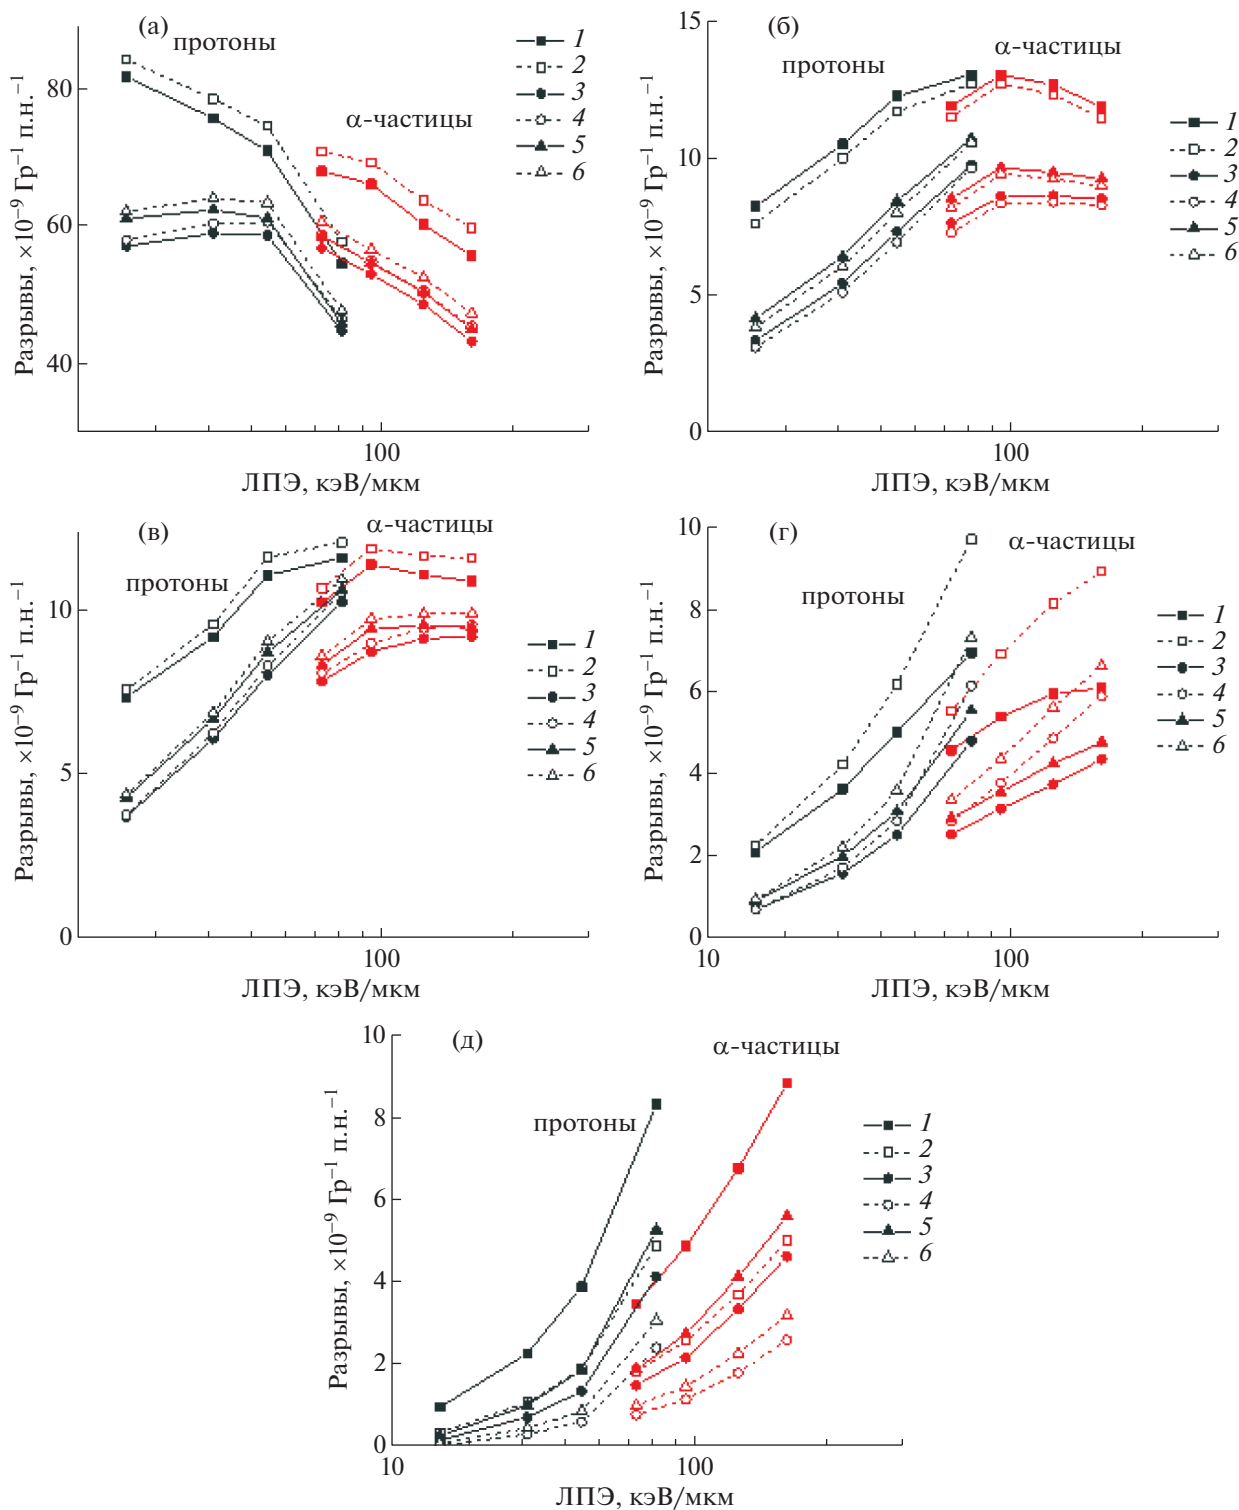 (а)
протоны
α-частицы
1
2
3
4
5
6
80
60
40
100
Разрывы, ×10⁻⁹ Гр⁻¹ п.н.⁻¹
ЛПЭ, кэВ/мкм
(б)
протоны
α-частицы
1
2
3
4
5
6
15
10
5
0
100
Разрывы, ×10⁻⁹ Гр⁻¹ п.н.⁻¹
ЛПЭ, кэВ/мкм
(в)
α-частицы
протоны
1
2
3
4
5
6
10
5
0
100
Разрывы, ×10⁻⁹ Гр⁻¹ п.н.⁻¹
ЛПЭ, кэВ/мкм
(г)
α-частицы
протоны
1
2
3
4
5
6
10
8
6
4
2
0
10
100
Разрывы, ×10⁻⁹ Гр⁻¹ п.н.⁻¹
ЛПЭ, кэВ/мкм
(д)
α-частицы
протоны
1
2
3
4
5
6
10
8
6
4
2
0
10
100
Разрывы, ×10⁻⁹ Гр⁻¹ п.н.⁻¹
ЛПЭ, кэВ/мкм